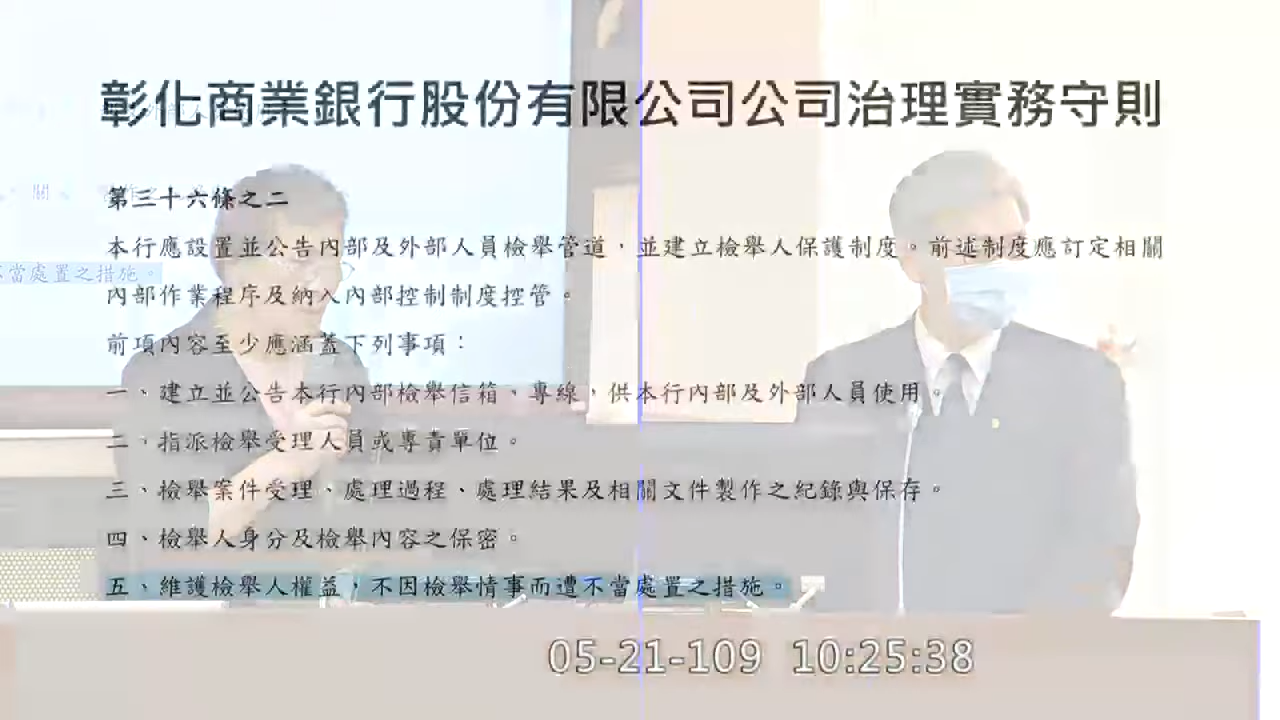 彰化商業銀行股份有限公司公司治理實務守則
第三十六條之二
本行應設置並公告內部及外部人員檢舉管道，並建立檢舉人保護制度。前述制度應訂定相關
內部作業程序及納入內部控制制度控管。
前項內容至少應涵蓋下列事項：
一、建立並公告本行內部檢舉信箱、專線，供本行內部及外部人員使用。
二、指派檢舉受理人員或專責單位。
三、檢舉案件受理、處理過程、處理結果及相關文件製作之紀錄與保存。
四、檢舉人身分及檢舉內容之保密。
五、維護檢舉人權益，不因檢舉情事而遭不當處置之措施。
當處置之措施。
05-21-109 10:25:38